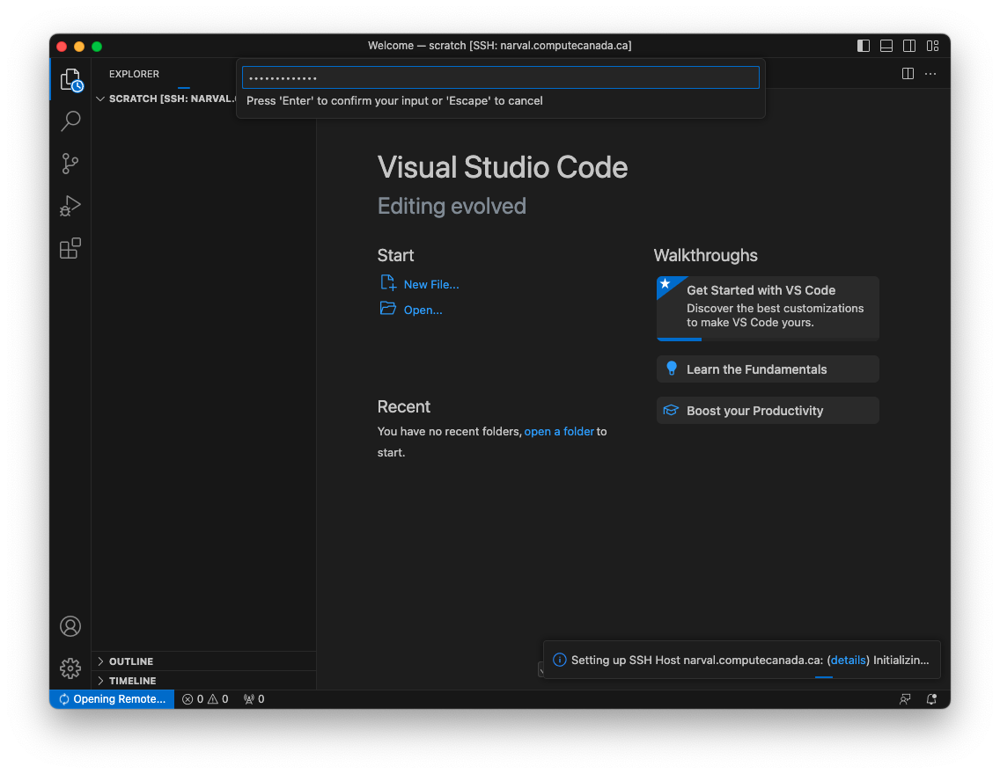 Welcome — scratch [SSH: narval.computecanada.ca]
EXPLORER
•••••••••••••
SCRATCH [SSH: NARVAL.
Press 'Enter' to confirm your input or 'Escape' to cancel
Visual Studio Code
Editing evolved
Start
New File...
Open...
Recent
You have no recent folders, open a folder to
start.
Walkthroughs
Get Started with VS Code
Discover the best customizations
to make VS Code yours.
Learn the Fundamentals
Boost your Productivity
OUTLINE
TIMELINE
Setting up SSH Host narval.computecanada.ca: (details) Initializin...
Opening Remote... 0 0 0